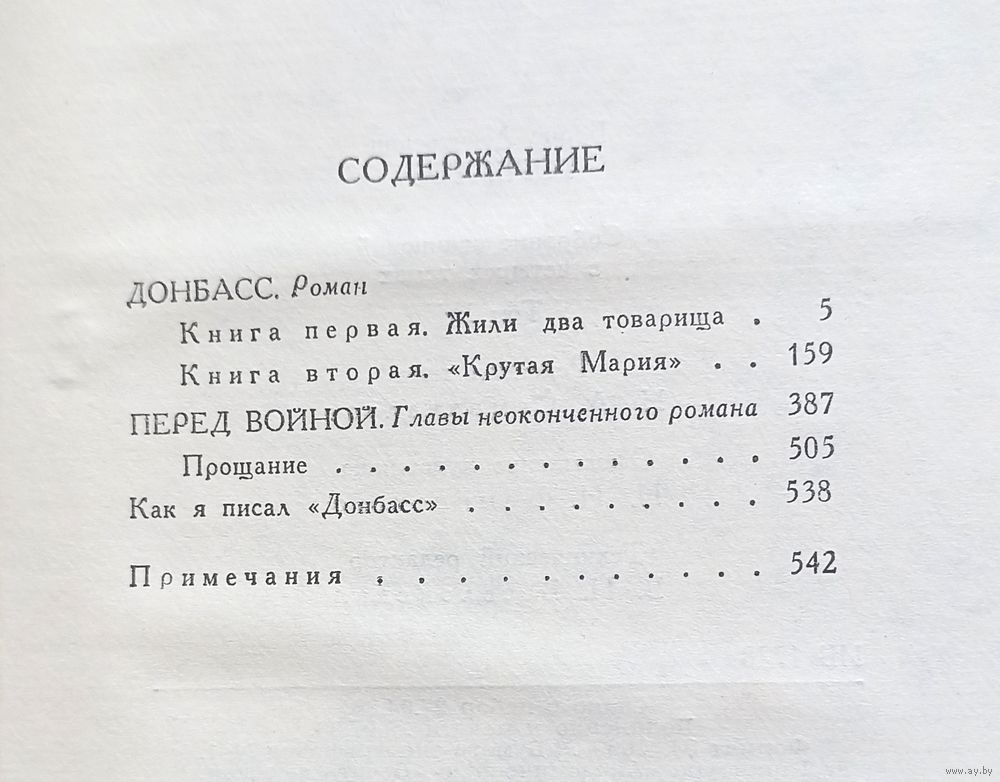 СОДЕРЖАНИЕ
ДОНБАСС. Роман
Книга первая. Жили два товарища . 5
Книга вторая. «Крутая Мария» . . 159
ПЕРЕД ВОЙНОЙ. Главы неоконченного романа 387
Прощание . . . . . . . . . . . . . 505
Как я писал «Донбасс» . . . . . . . . . 538
Примечания . . . . . . . . . . . 542
www.ay.by